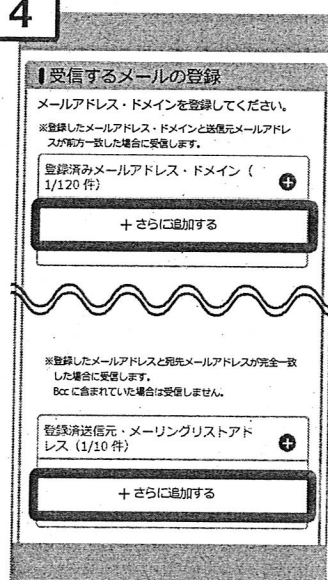 4
受信するメールの登録
メールアドレス・ドメインを登録してください。
※登録したメールアドレス・ドメインと送信元メールアドレ
スが前方一致した場合に受信します。
登録済みメールアドレス・ドメイン（
1/120 件）
＋さらに追加する
※登録したメールアドレスと宛先メールアドレスが完全一致
した場合に受信します。
Bcc に含まれていた場合は受信しません。
登録済送信元・メーリングリストアド
レス（1/10 件）
＋さらに追加する